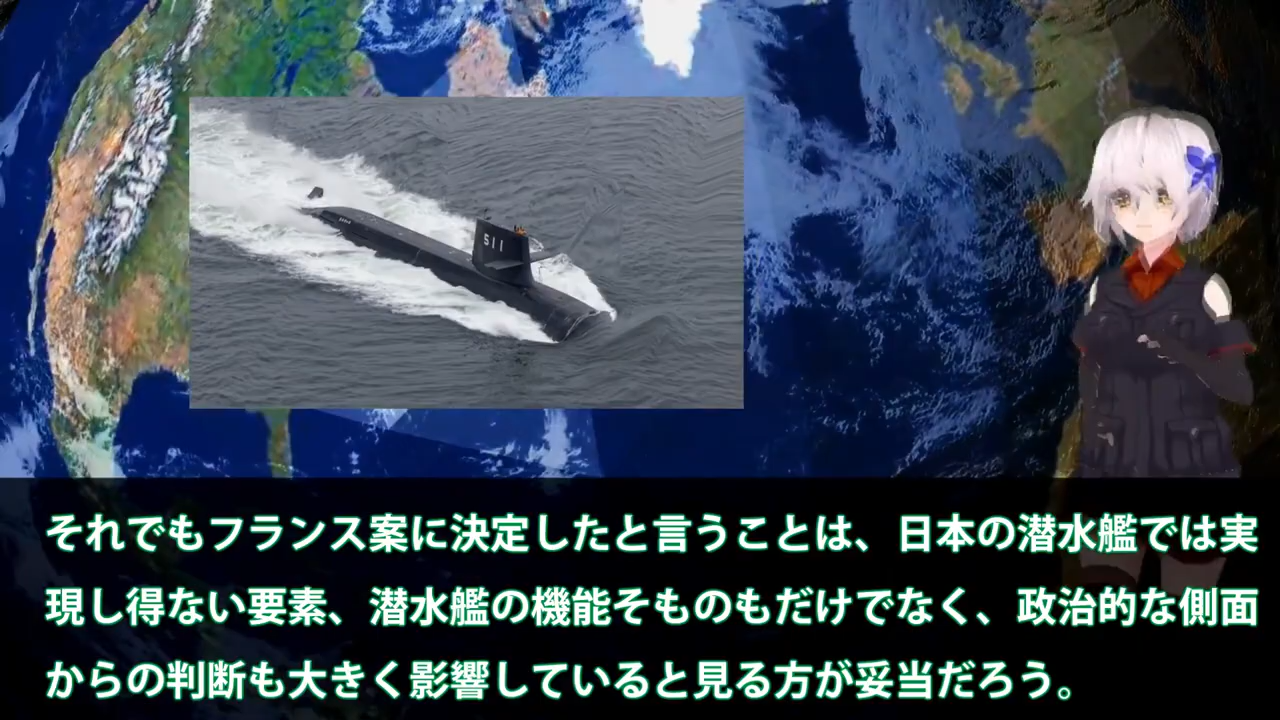 511
それでもフランス案に決定したと言うことは、日本の潜水艦では実
現し得ない要素、潜水艦の機能そものもだけでなく、政治的な側面
からの判断も大きく影響していると見る方が妥当だろう。